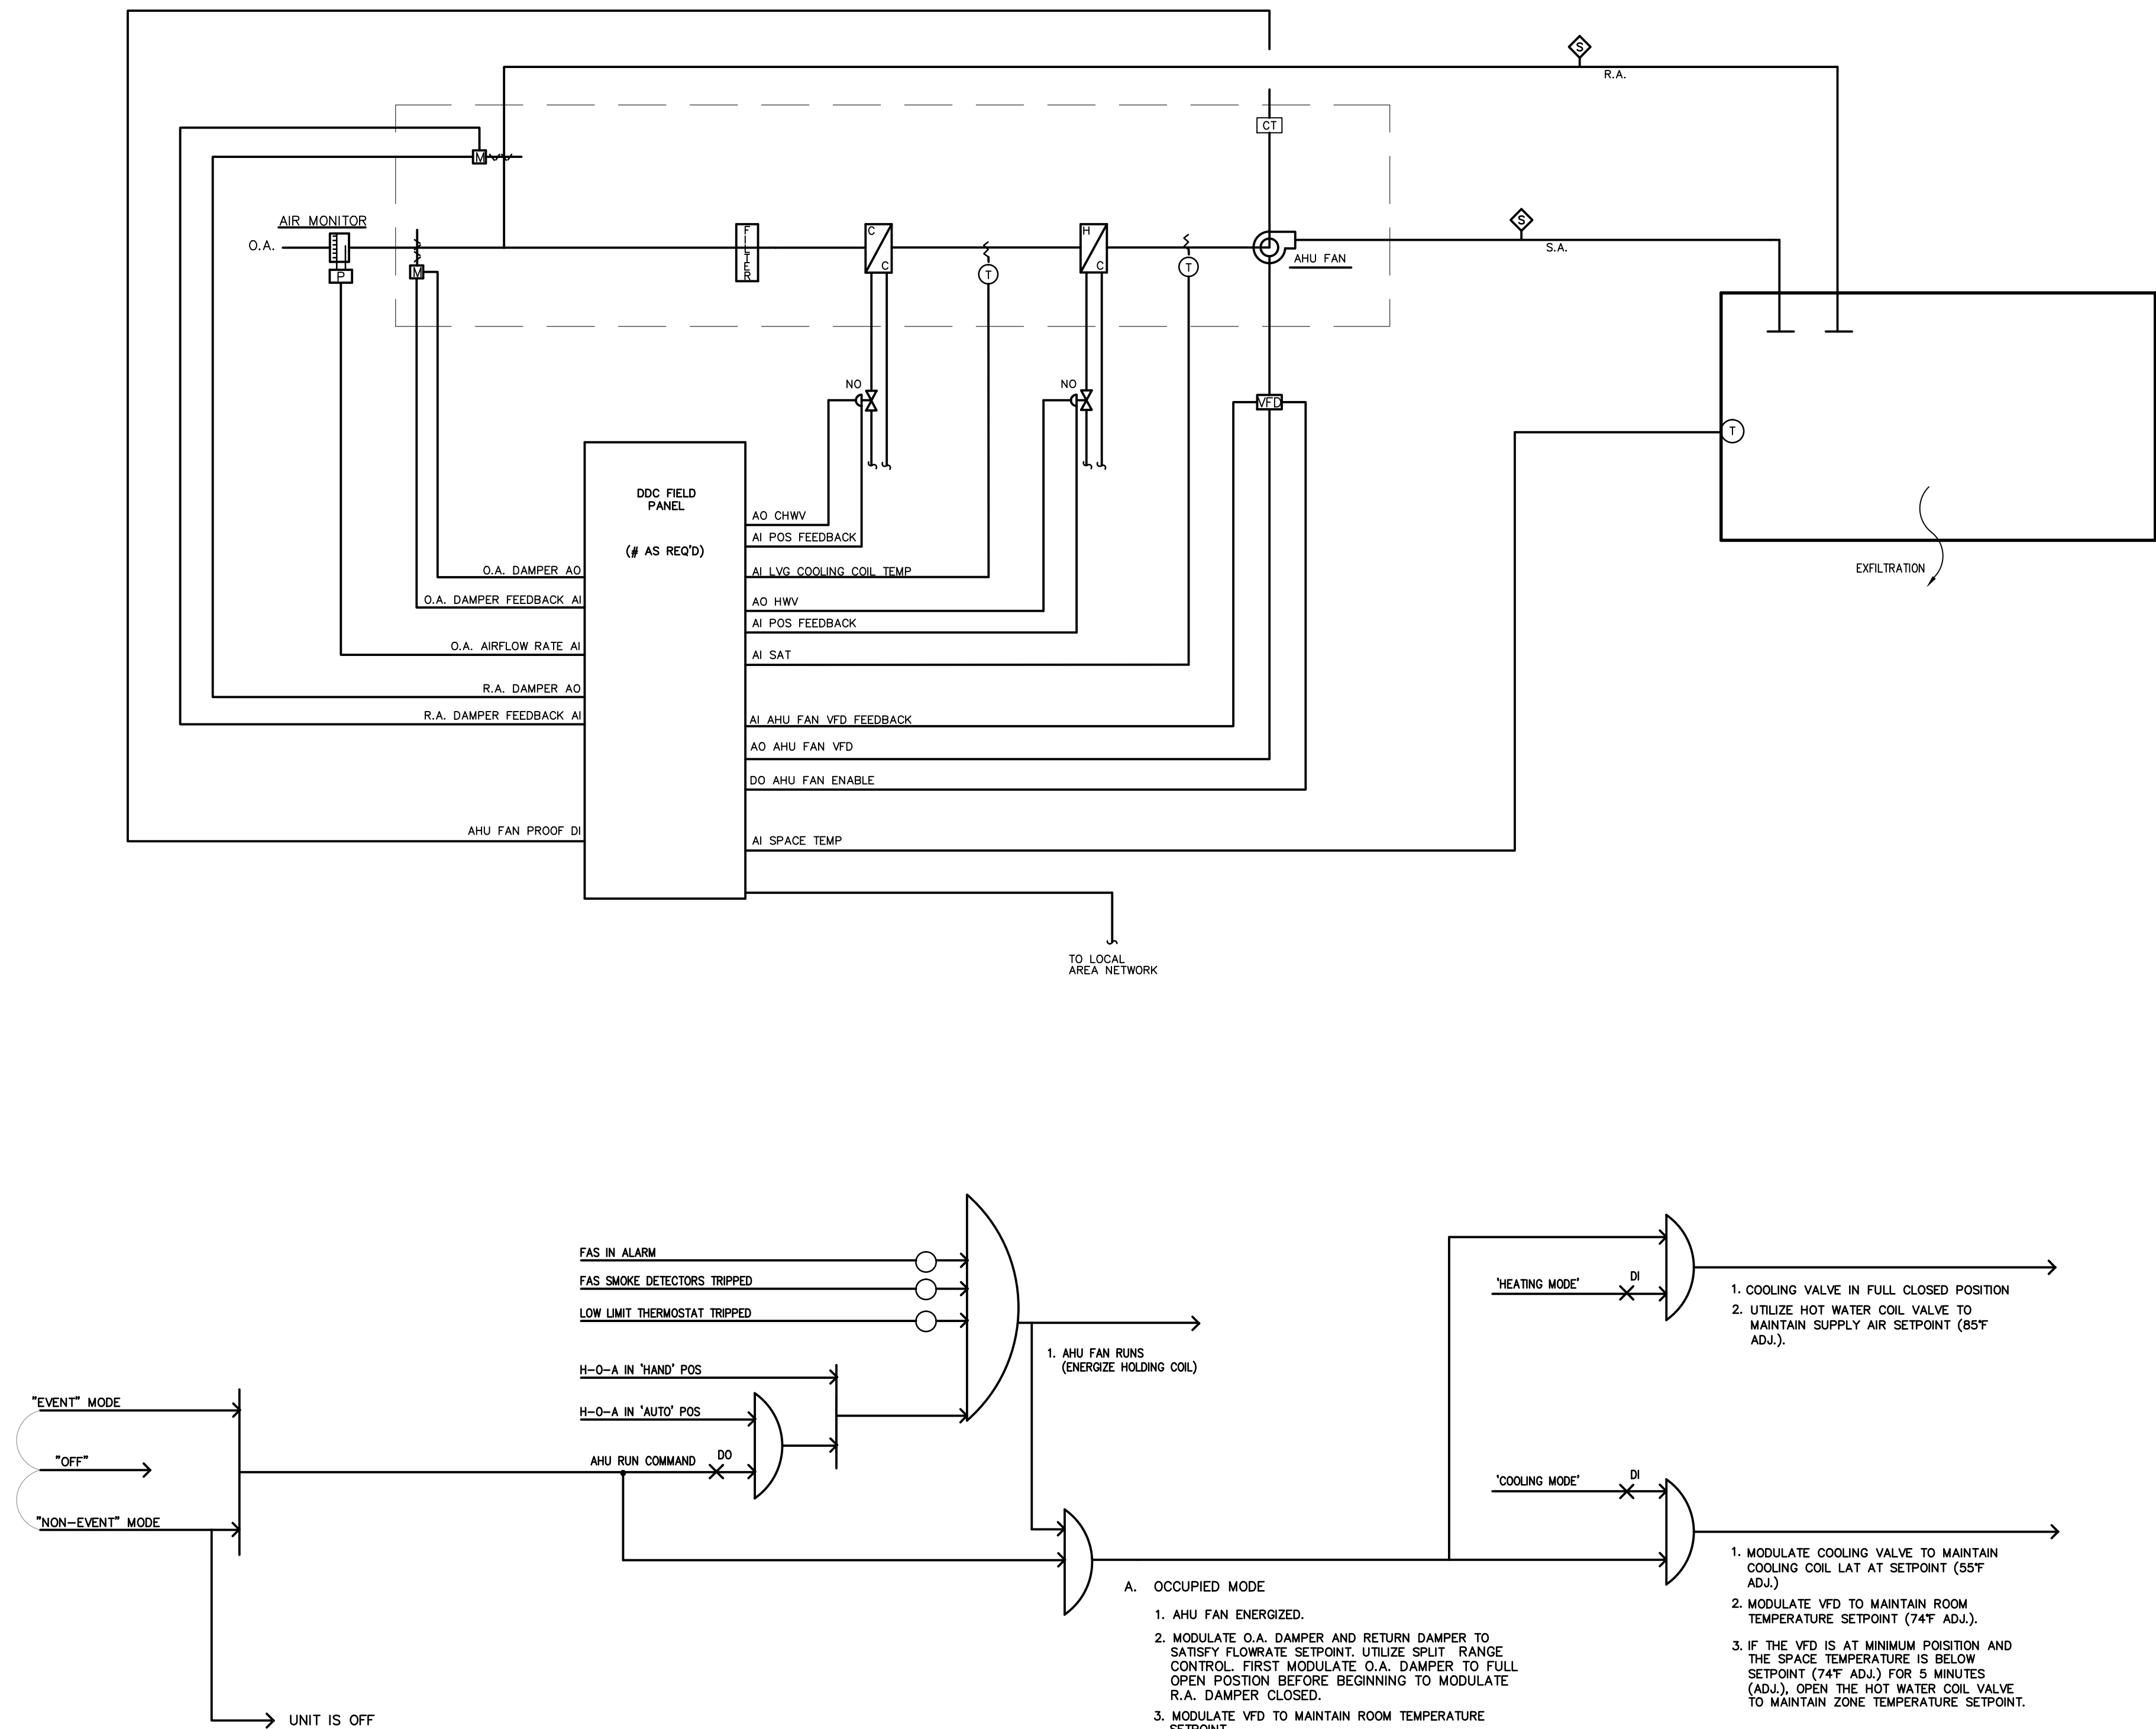 S
R.A.
CT
M
AIR MONITOR
O.A.
P
M
FILTER
C
C
T
H
C
T
AHU FAN
S
S.A.
NO
NO
VFD
T
EXFILTRATION
DDC FIELD
PANEL
(# AS REQ'D)
O.A. DAMPER AO
O.A. DAMPER FEEDBACK AI
O.A. AIRFLOW RATE AI
R.A. DAMPER AO
R.A. DAMPER FEEDBACK AI
AHU FAN PROOF DI
AO CHWV
AI POS FEEDBACK
AI LVG COOLING COIL TEMP
AO HWV
AI POS FEEDBACK
AI SAT
AI AHU FAN VFD FEEDBACK
AO AHU FAN VFD
DO AHU FAN ENABLE
AI SPACE TEMP
TO LOCAL
AREA NETWORK
FAS IN ALARM
FAS SMOKE DETECTORS TRIPPED
LOW LIMIT THERMOSTAT TRIPPED
H-O-A IN 'HAND' POS
H-O-A IN 'AUTO' POS
AHU RUN COMMAND
DO
"EVENT" MODE
"OFF"
"NON-EVENT" MODE
UNIT IS OFF
1. AHU FAN RUNS
(ENERGIZE HOLDING COIL)
A. OCCUPIED MODE
1. AHU FAN ENERGIZED.
2. MODULATE O.A. DAMPER AND RETURN DAMPER TO
SATISFY FLOWRATE SETPOINT. UTILIZE SPLIT RANGE
CONTROL. FIRST MODULATE O.A. DAMPER TO FULL
OPEN POSTION BEFORE BEGINNING TO MODULATE
R.A. DAMPER CLOSED.
3. MODULATE VFD TO MAINTAIN ROOM TEMPERATURE
SETPOINT
'HEATING MODE'
DI
1. COOLING VALVE IN FULL CLOSED POSITION
2. UTILIZE HOT WATER COIL VALVE TO
MAINTAIN SUPPLY AIR SETPOINT (85°F
ADJ.).
'COOLING MODE'
DI
1. MODULATE COOLING VALVE TO MAINTAIN
COOLING COIL LAT AT SETPOINT (55°F
ADJ.)
2. MODULATE VFD TO MAINTAIN ROOM
TEMPERATURE SETPOINT (74°F ADJ.).
3. IF THE VFD IS AT MINIMUM POISITION AND
THE SPACE TEMPERATURE IS BELOW
SETPOINT (74°F ADJ.) FOR 5 MINUTES
(ADJ.), OPEN THE HOT WATER COIL VALVE
TO MAINTAIN ZONE TEMPERATURE SETPOINT.